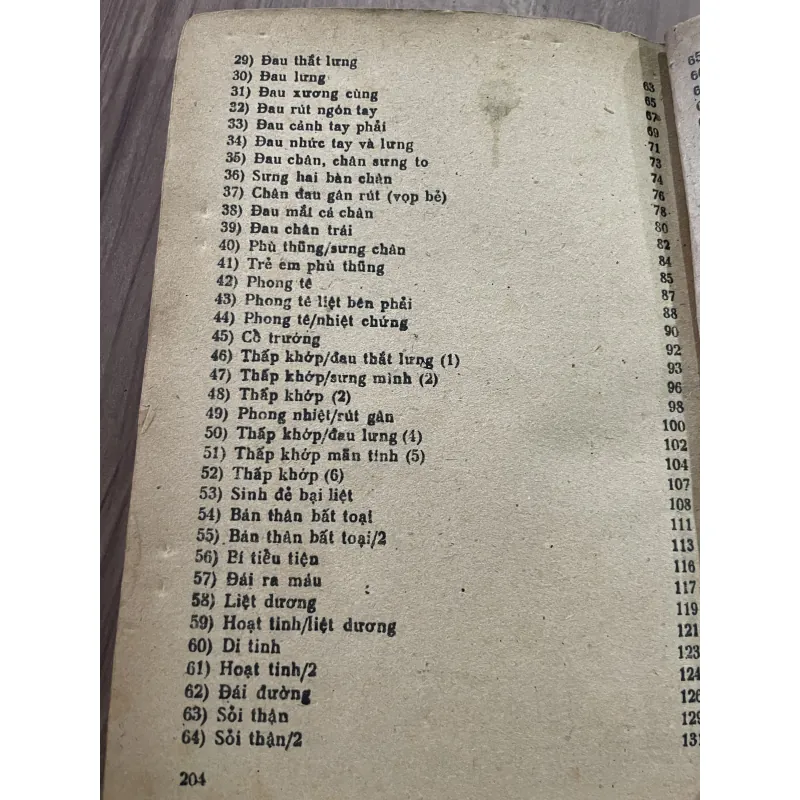 29) Đau thắt lưng 63
30) Đau lưng 65
31) Đau xương cùng 67
32) Đau rút ngón tay 69
33) Đau cánh tay phải 71
34) Đau nhức tay và lưng 73
35) Đau chân, chân sưng to 74
36) Sưng hai bàn chân 76
37) Chân đau gân rút (vọp bẻ) 78
38) Đau mắt cá chân 80
39) Đau chân trái 82
40) Phù thũng/sưng chân 84
41) Trẻ em phù thũng 85
42) Phong tê 87
43) Phong tê liệt bên phải 88
44) Phong tê/nhiệt chứng 90
45) Cổ trướng 92
46) Thấp khớp/đau thắt lưng (1) 93
47) Thấp khớp/sưng mình (2) 96
48) Thấp khớp (2) 98
49) Phong nhiệt/rút gân 100
50) Thấp khớp/đau lưng (4) 102
51) Thấp khớp mãn tính (5) 104
52) Thấp khớp (6) 107
53) Sinh đẻ bại liệt 108
54) Bán thân bất toại 111
55) Bán thân bất toại/2 113
56) Bí tiểu tiện 116
57) Đái ra máu 117
58) Liệt dương 119
59) Hoạt tinh/liệt dương 121
60) Di tinh 123
61) Hoạt tinh/2 124
62) Đái đường 126
63) Sỏi thận 129
64) Sỏi thận/2 131
204
65